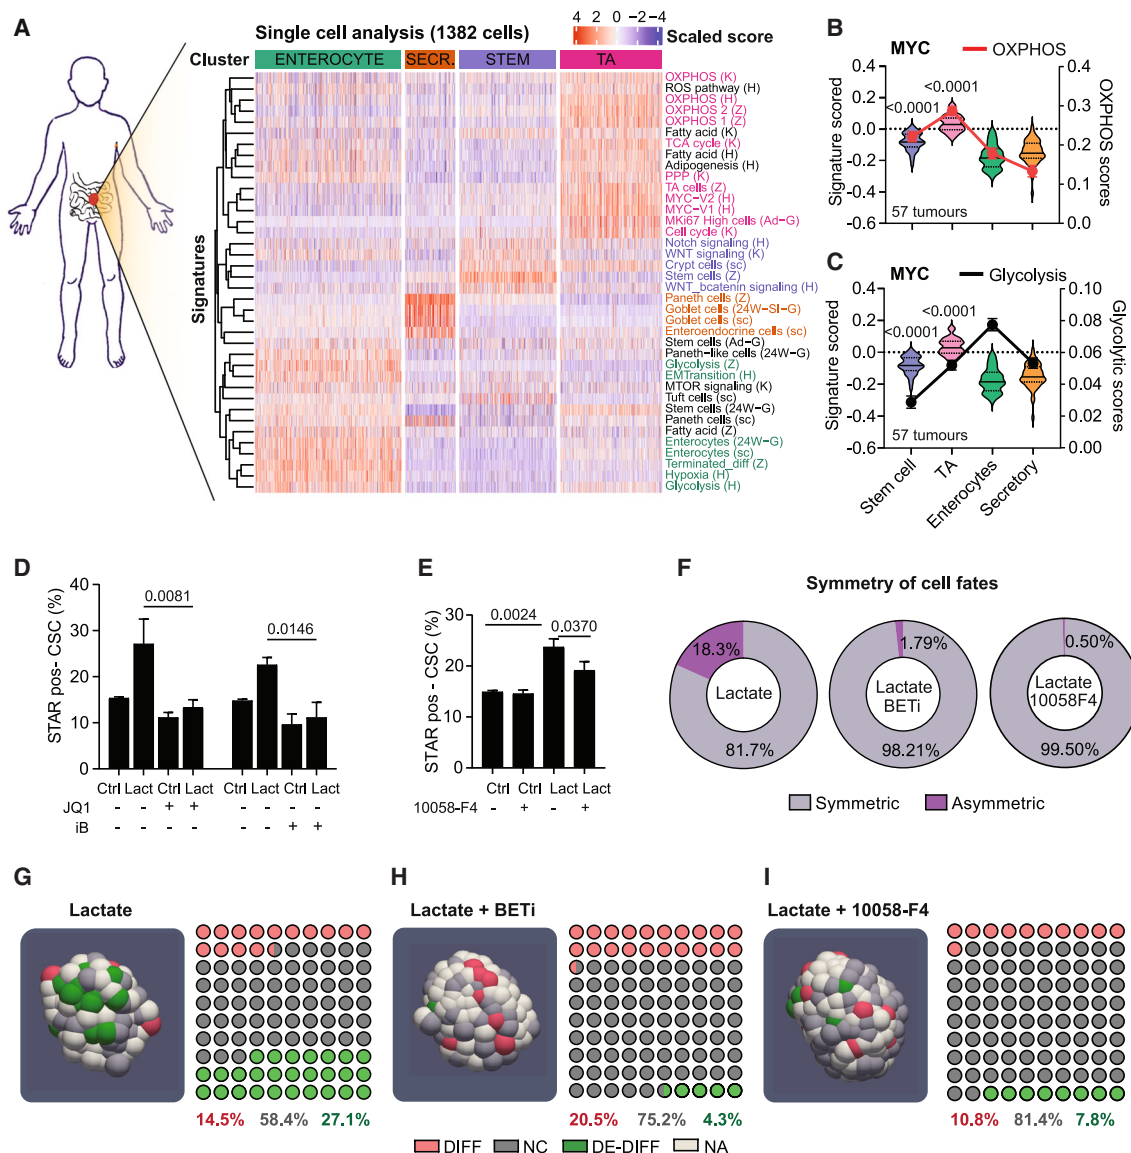 A
Single cell analysis (1382 cells)
4 2 0 -2 -4
Scaled score
Cluster
ENTEROCYTE
SECR.
STEM
TA
Signatures
OXPHOS (K)
ROS pathway (H)
OXPHOS (H)
OXPHOS 2 (Z)
OXPHOS 1 (Z)
Fatty acid (K)
TCA cycle (K)
Fatty acid (H)
Adipogenesis (H)
PPP (K)
TA cells (Z)
MYC-V2 (H)
MYC-V1 (H)
MKi67 High cells (Ad-G)
Cell cycle (K)
Notch signaling (H)
WNT signaling (K)
Crypt cells (sc)
Stem cells (Z)
WNT_bcatenin signaling (H)
Paneth cells (Z)
Goblet cells (24W-SI-G)
Goblet cells (sc)
Enteroendocrine cells (sc)
Stem cells (Ad-G)
Paneth-like cells (24W-G)
Glycolysis (Z)
EMTransition (H)
MTOR signaling (K)
Tuft cells (sc)
Stem cells (24W-G)
Paneth cells (sc)
Fatty acid (Z)
Enterocytes (24W-G)
Enterocytes (sc)
Terminated_diff (Z)
Hypoxia (H)
Glycolysis (H)
B
MYC
OXPHOS
Signature scored
0.4
0.2
0.0
-0.2
-0.4
-0.6
<0.0001
<0.0001
57 tumours
0.4
0.3
0.2
0.1
0.0
OXPHOS scores
C
MYC
Glycolysis
Signature scored
0.4
0.2
0.0
-0.2
-0.4
-0.6
<0.0001
<0.0001
57 tumours
0.10
0.08
0.06
0.04
0.02
0.00
Glycolytic scores
Stem cell
TA
Enterocytes
Secretory
D
STAR pos- CSC (%)
40
30
20
10
0
0.0081
0.0146
Ctrl Lact Ctrl Lact Ctrl Lact Ctrl Lact
JQ1 - - + + - - - -
iB - - - - - - + +
E
STAR pos - CSC (%)
30
20
10
0
0.0024
0.0370
Ctrl Ctrl Lact Lact
10058-F4 - + - +
F
Symmetry of cell fates
18.3%
Lactate
81.7%
1.79%
Lactate
BETi
98.21%
0.50%
Lactate
10058F4
99.50%
Symmetric
Asymmetric
G
Lactate
14.5% 58.4% 27.1%
H
Lactate + BETi
20.5% 75.2% 4.3%
I
Lactate + 10058-F4
10.8% 81.4% 7.8%
DIFF NC DE-DIFF NA